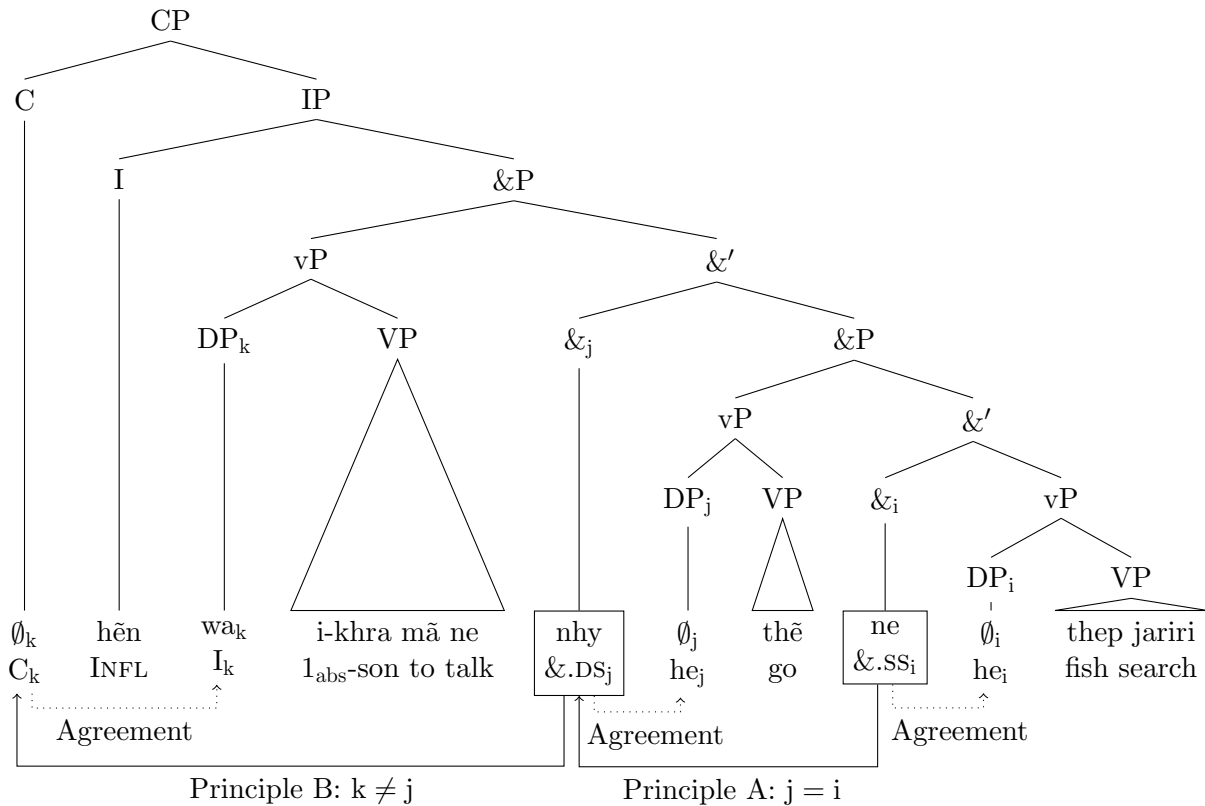 CP
C IP
I &P
vP &′
DPk VP &j &P
vP &′
DPj VP &i vP
DPi VP
∅k hẽn wak i-khra mã ne nhy ∅j thẽ ne ∅i thep jariri
Ck INFL Ik 1abs-son to talk &.DSj hej go &.SSi hei fish search
Agreement Agreement Agreement
Principle B: k ≠ j Principle A: j = i